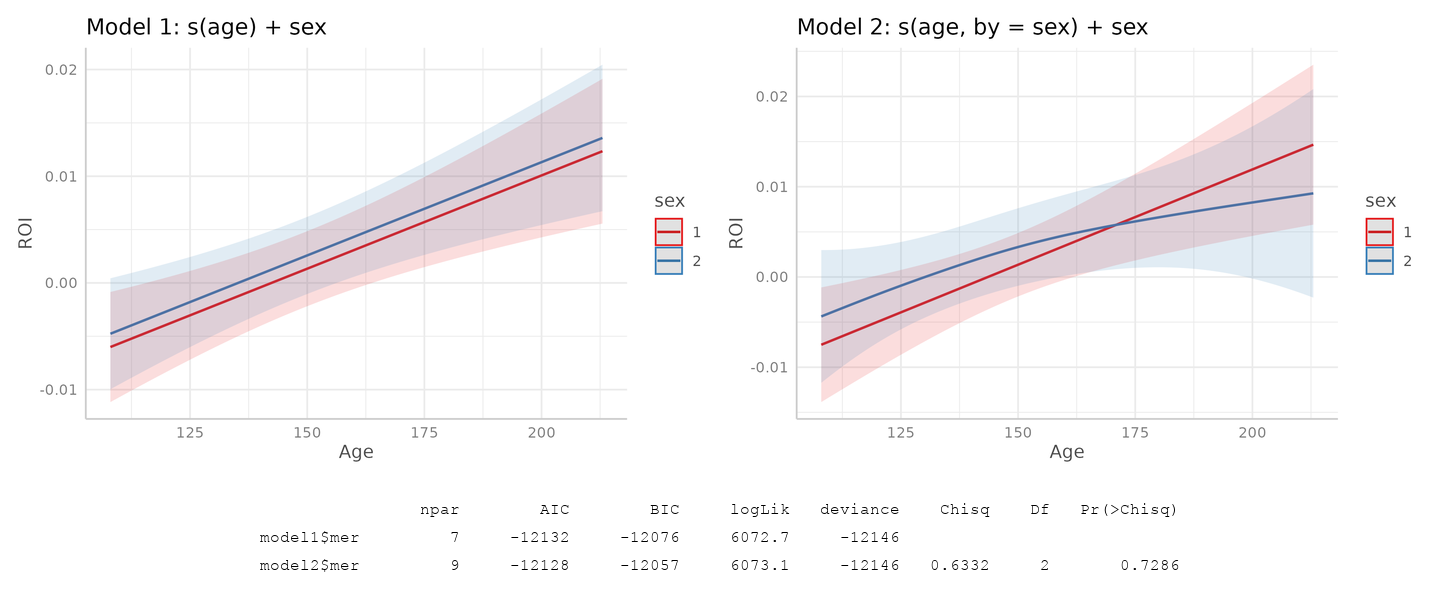 Model 1: s(age) + sex
0.02
0.01
0.00
-0.01
ROI
125 150 175 200
Age
sex
1
2
Model 2: s(age, by = sex) + sex
0.02
0.01
0.00
-0.01
ROI
125 150 175 200
Age
sex
1
2
npar AIC BIC logLik deviance Chisq Df Pr(>Chisq)
model1$mer 7 -12132 -12076 6072.7 -12146
model2$mer 9 -12128 -12057 6073.1 -12146 0.6332 2 0.7286